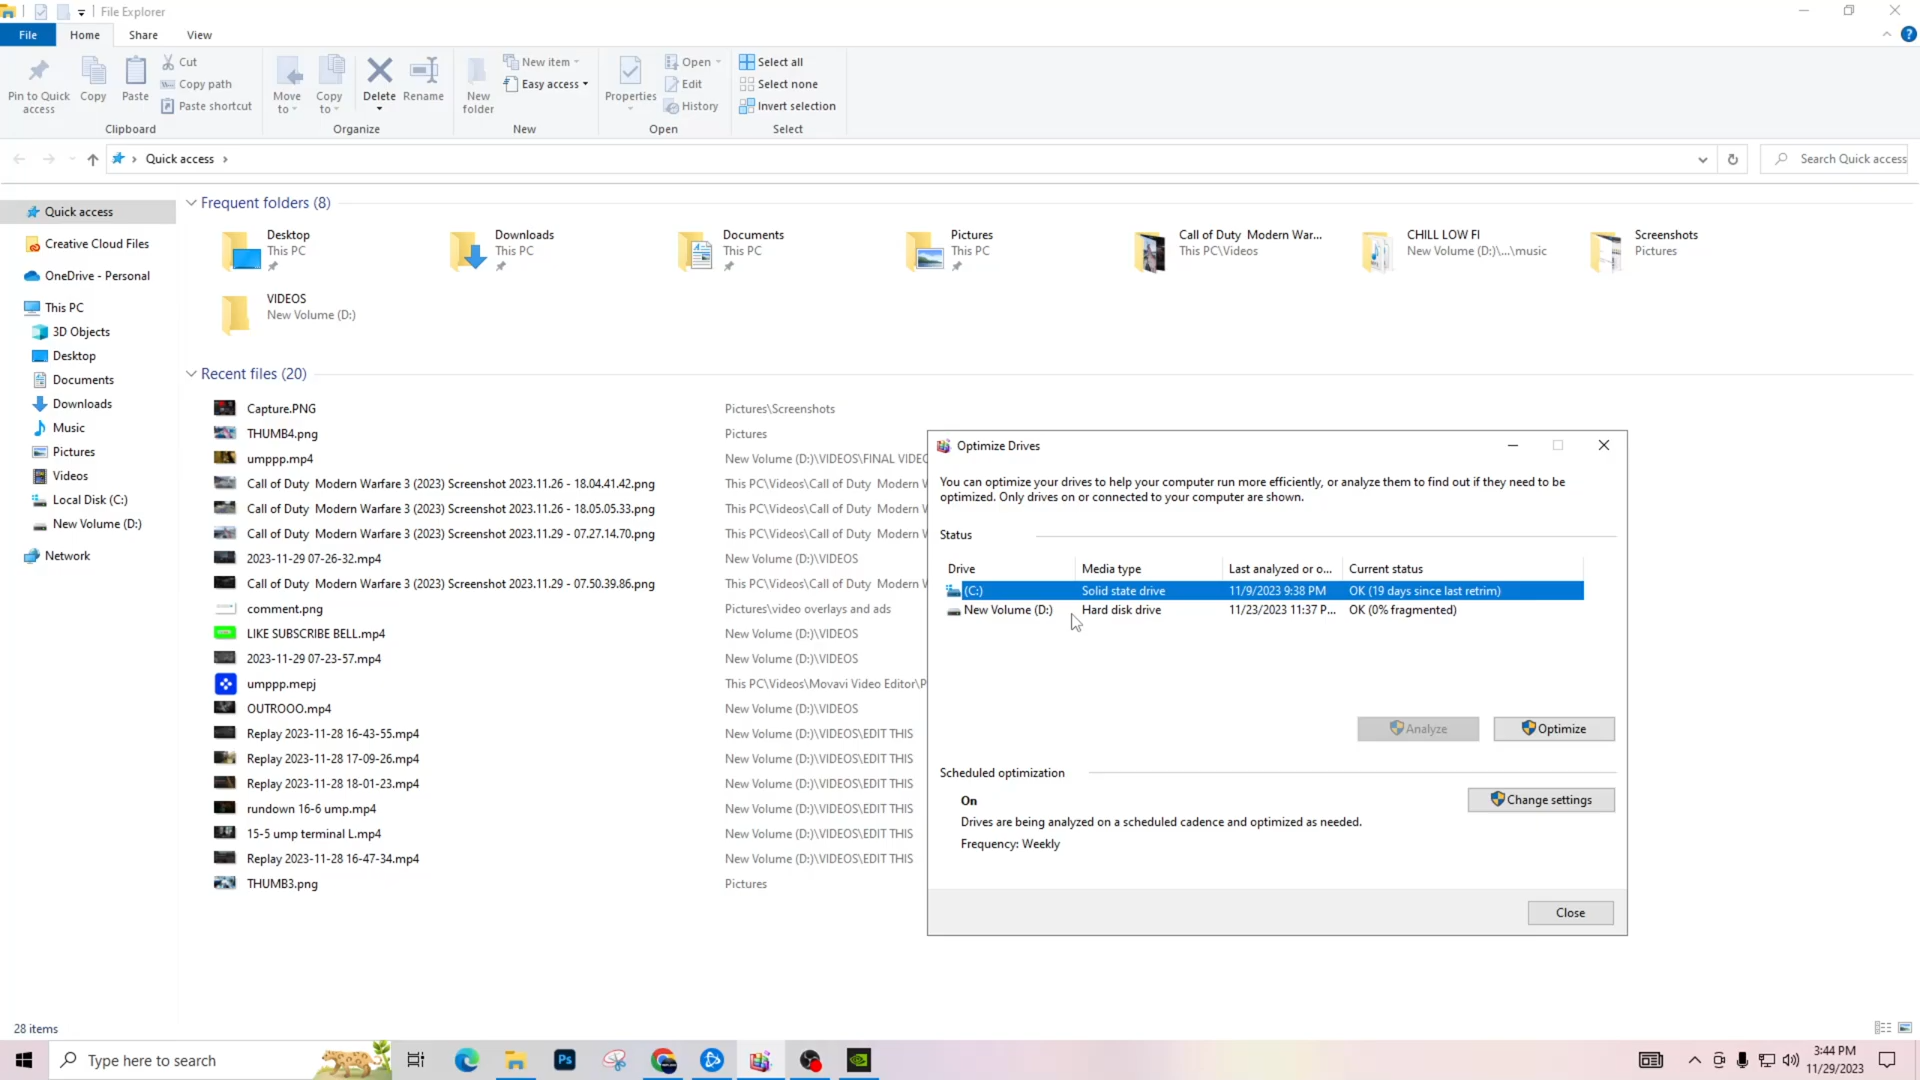 File Explorer
File Home Share View
Pin to Quick access
Copy
Paste
Cut
Copy path
Paste shortcut
Clipboard
Move to
Copy to
Delete
Rename
Organize
New folder
New item
Easy access
New
Properties
Open
Edit
History
Open
Select all
Select none
Invert selection
Select
Quick access
Search Quick access
Quick access
Creative Cloud Files
OneDrive - Personal
This PC
3D Objects
Desktop
Documents
Downloads
Music
Pictures
Videos
Local Disk (C:)
New Volume (D:)
Network
Frequent folders (8)
Desktop
This PC
Downloads
This PC
Documents
This PC
Pictures
This PC
Call of Duty Modern War...
This PC\Videos
CHILL LOW FI
New Volume (D:)\...\music
Screenshots
Pictures
VIDEOS
New Volume (D:)
Recent files (20)
Capture.PNG Pictures\Screenshots
THUMB4.png Pictures
umppp.mp4 New Volume (D:)\VIDEOS\FINAL VIDEO
Call of Duty Modern Warfare 3 (2023) Screenshot 2023.11.26 - 18.04.41.42.png This PC\Videos\Call of Duty Modern W
Call of Duty Modern Warfare 3 (2023) Screenshot 2023.11.26 - 18.05.05.33.png This PC\Videos\Call of Duty Modern W
Call of Duty Modern Warfare 3 (2023) Screenshot 2023.11.29 - 07.27.14.70.png This PC\Videos\Call of Duty Modern W
2023-11-29 07-26-32.mp4 New Volume (D:)\VIDEOS
Call of Duty Modern Warfare 3 (2023) Screenshot 2023.11.29 - 07.50.39.86.png This PC\Videos\Call of Duty Modern W
comment.png Pictures\video overlays and ads
LIKE SUBSCRIBE BELL.mp4 New Volume (D:)\VIDEOS
2023-11-29 07-23-57.mp4 New Volume (D:)\VIDEOS
umppp.mepj This PC\Videos\Movavi Video Editor\P
OUTROOO.mp4 New Volume (D:)\VIDEOS
Replay 2023-11-28 16-43-55.mp4 New Volume (D:)\VIDEOS\EDIT THIS
Replay 2023-11-28 17-09-26.mp4 New Volume (D:)\VIDEOS\EDIT THIS
Replay 2023-11-28 18-01-23.mp4 New Volume (D:)\VIDEOS\EDIT THIS
rundown 16-6 ump.mp4 New Volume (D:)\VIDEOS\EDIT THIS
15-5 ump terminal L.mp4 New Volume (D:)\VIDEOS\EDIT THIS
Replay 2023-11-28 16-47-34.mp4 New Volume (D:)\VIDEOS\EDIT THIS
THUMB3.png Pictures
Optimize Drives
You can optimize your drives to help your computer run more efficiently, or analyze them to find out if they need to be
optimized. Only drives on or connected to your computer are shown.
Status
Drive Media type Last analyzed or o... Current status
(C:) Solid state drive 11/9/2023 9:38 PM OK (19 days since last retrim)
New Volume (D:) Hard disk drive 11/23/2023 11:37 P... OK (0% fragmented)
Analyze Optimize
Scheduled optimization
On
Change settings
Drives are being analyzed on a scheduled cadence and optimized as needed.
Frequency: Weekly
Close
28 items
Type here to search
Ps
3:44 PM
11/29/2023